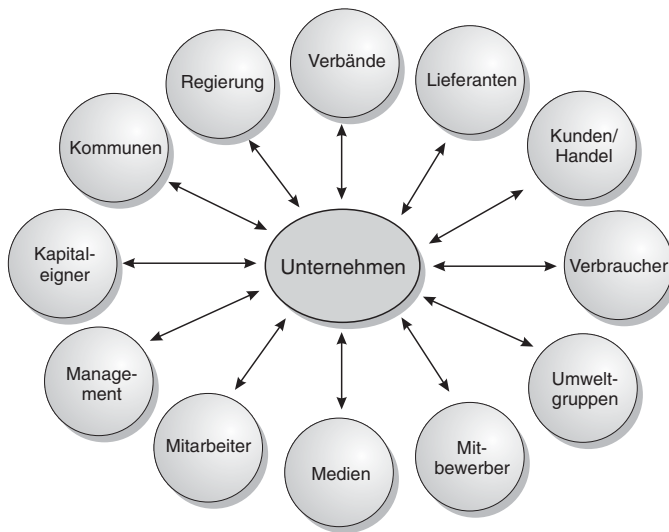 Verbände
Regierung
Lieferanten
Kommunen
Kunden/
Handel
Kapital-
eigner
Unternehmen
Verbraucher
Manage-
ment
Umwelt-
gruppen
Mitarbeiter
Medien
Mit-
bewerber